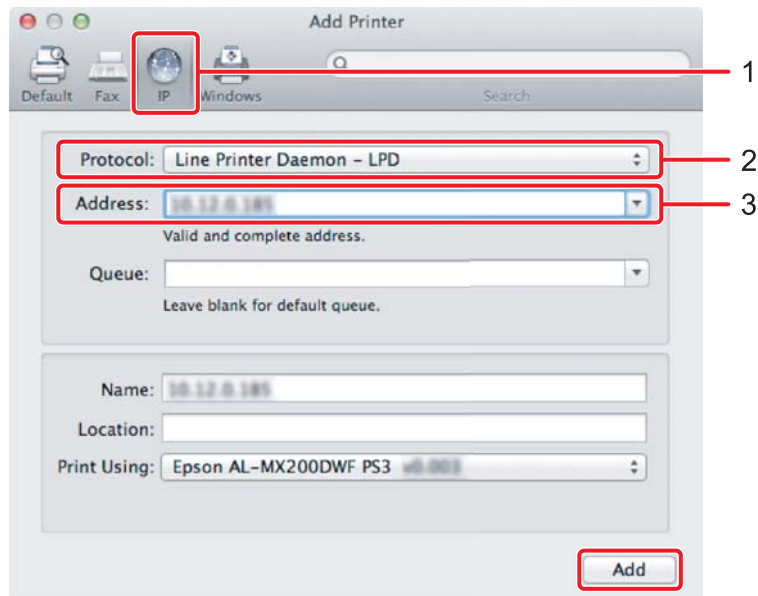 Add Printer
Default Fax IP Windows Search
1
Protocol: Line Printer Daemon – LPD
2
Address:
3
Valid and complete address.
Queue:
Leave blank for default queue.
Name:
Location:
Print Using: Epson AL-MX200DWF PS3
Add